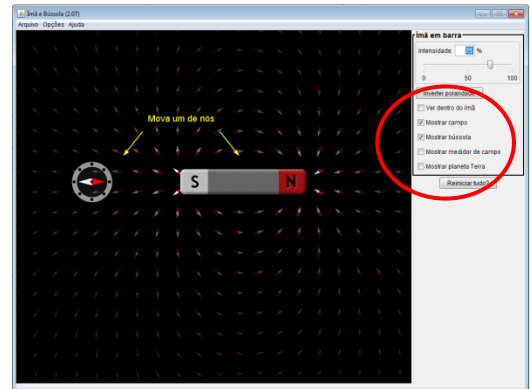 Ímã e Bússola (2.07)
Arquivo Opções Ajuda
Mova um de nós
S
N
Ímã em barra
Intensidade: 75 %
0 50 100
Inverter polaridade
Ver dentro do ímã
Mostrar campo
Mostrar bússola
Mostrar medidor de campo
Mostrar planeta Terra
Reiniciar tudo?